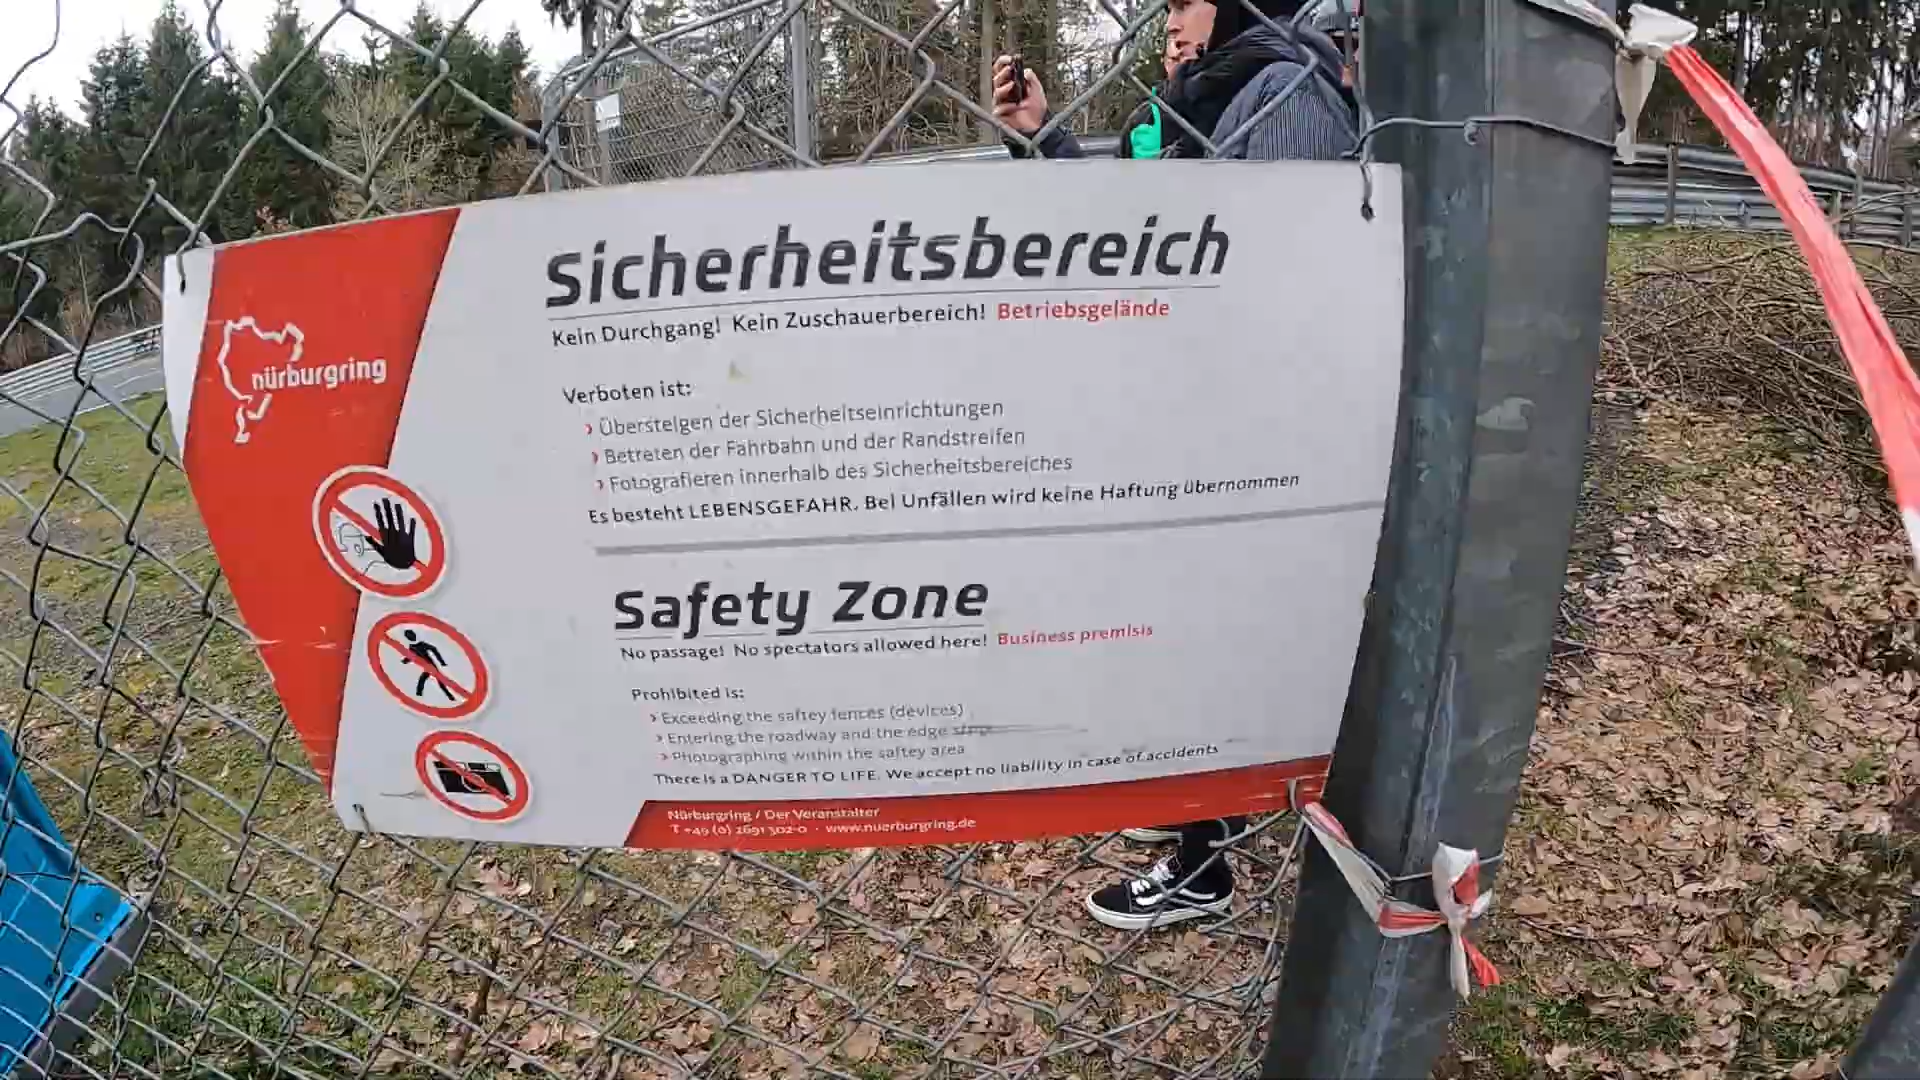 nürburgring
Sicherheitsbereich
Kein Durchgang! Kein Zuschauerbereich! Betriebsgelände
Verboten ist:
› Übersteigen der Sicherheitseinrichtungen
› Betreten der Fahrbahn und der Randstreifen
› Fotografieren innerhalb des Sicherheitsbereiches
Es besteht LEBENSGEFAHR. Bei Unfällen wird keine Haftung übernommen
Safety Zone
No passage! No spectators allowed here! Business premisis
Prohibited is:
› Exceeding the saftey fences (devices)
› Entering the roadway and the edge strip
› Photographing within the saftey area
There is a DANGER TO LIFE. We accept no liability in case of accidents
Nürburgring / Der Veranstalter
T +49 (0) 2691 302-0 · www.nuerburgring.de